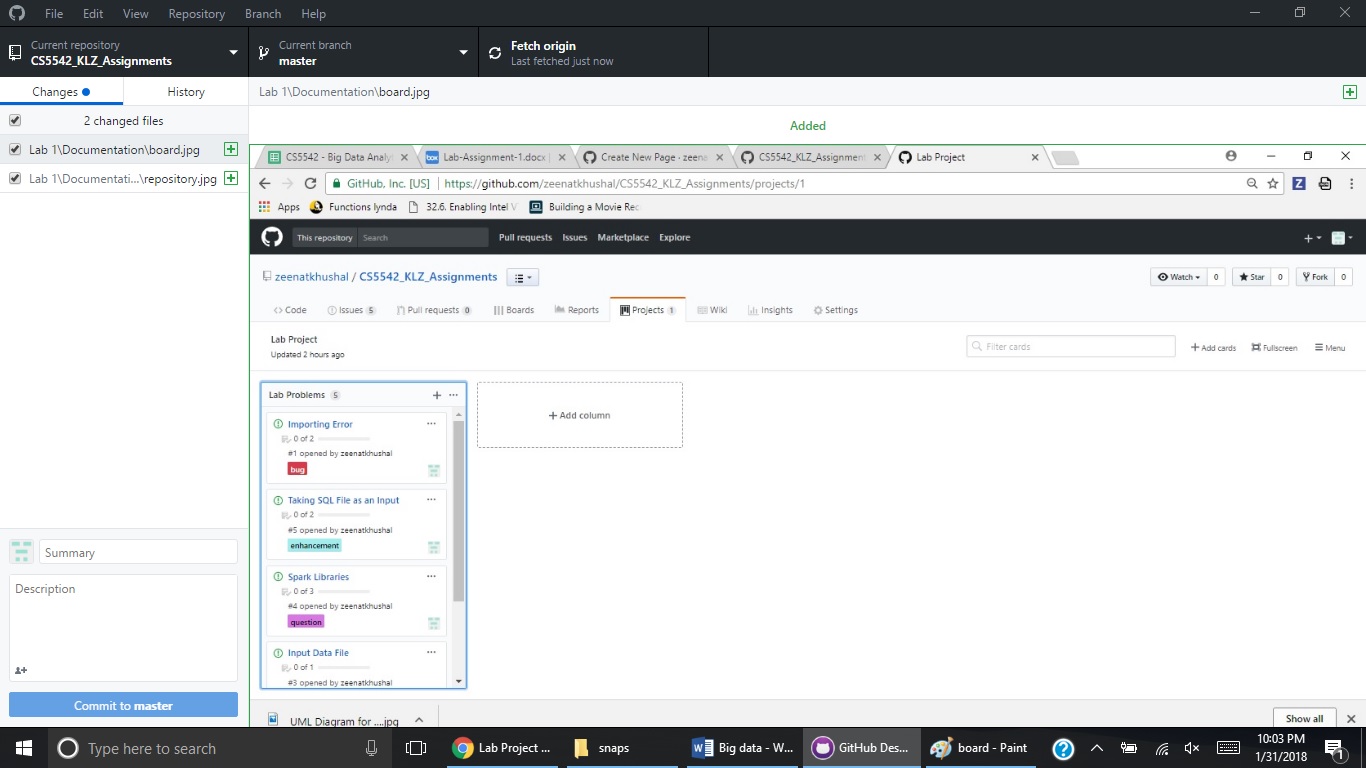 File Edit View Repository Branch Help
Current repository
CS5542_KLZ_Assignments
Current branch
master
Fetch origin
Last fetched just now
Changes History
Lab 1\Documentation\board.jpg
2 changed files
Added
Lab 1\Documentation\board.jpg
Lab 1\Documentati...\repository.jpg
CS5542 - Big Data Analyt
Lab-Assignment-1.docx |
Create New Page - zeena
CS5542_KLZ_Assignment
Lab Project
GitHub, Inc. [US] https://github.com/zeenatkhushal/CS5542_KLZ_Assignments/projects/1
Apps Functions lynda 32.6. Enabling Intel V Building a Movie Rec
This repository Search Pull requests Issues Marketplace Explore
zeenatkhushal / CS5542_KLZ_Assignments Watch 0 Star 0 Fork 0
<> Code Issues 5 Pull requests 0 Boards Reports Projects 1 Wiki Insights Settings
Lab Project
Updated 2 hours ago
Filter cards + Add cards Fullscreen Menu
Lab Problems 5
+ Add column
Importing Error
0 of 2
#1 opened by zeenatkhushal
bug
Taking SQL File as an Input
0 of 2
#5 opened by zeenatkhushal
enhancement
Spark Libraries
0 of 3
#4 opened by zeenatkhushal
question
Input Data File
0 of 1
#3 opened by zeenatkhushal
Summary
Description
Commit to master
UML Diagram for ....jpg Show all
Type here to search
Lab Project ...
snaps
Big data - W...
GitHub Des...
board - Paint
10:03 PM
1/31/2018
1